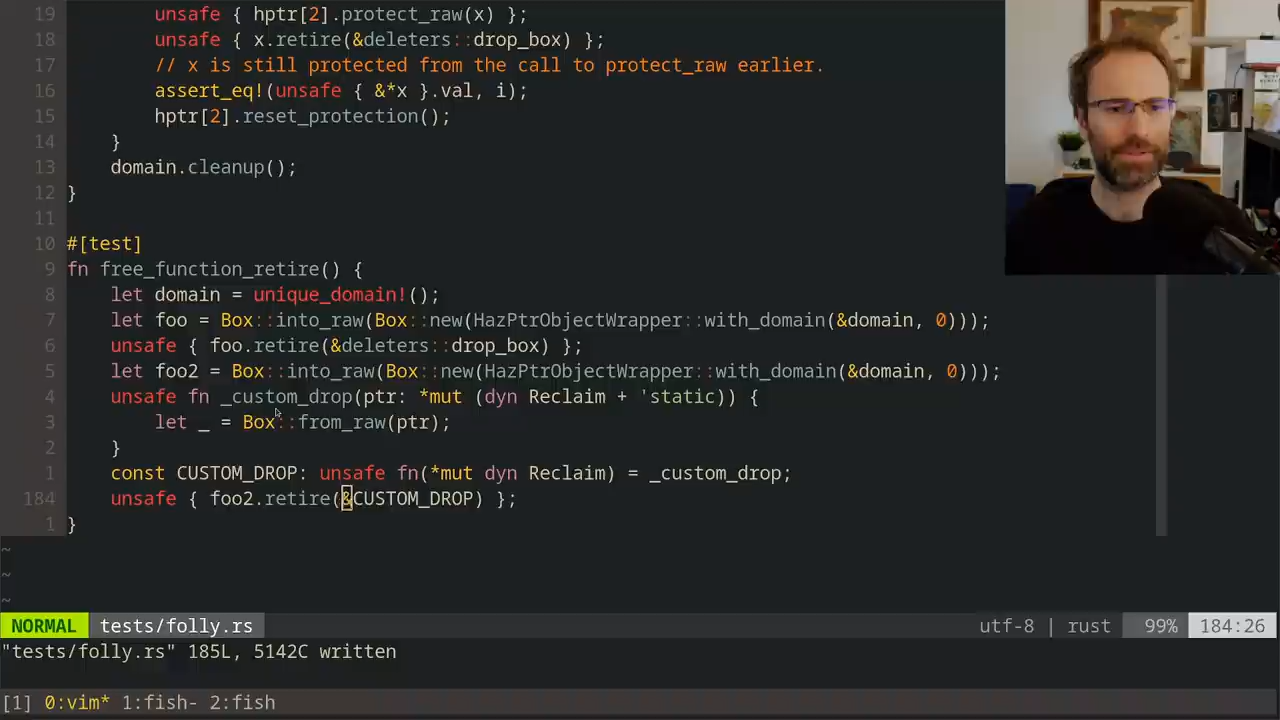 19 unsafe { hptr[2].protect_raw(x) };
18 unsafe { x.retire(&deleters::drop_box) };
17 // x is still protected from the call to protect_raw earlier.
16 assert_eq!(unsafe { &*x }.val, i);
15 hptr[2].reset_protection();
14 }
13 domain.cleanup();
12 }
11
10 #[test]
9 fn free_function_retire() {
8 let domain = unique_domain!();
7 let foo = Box::into_raw(Box::new(HazPtrObjectWrapper::with_domain(&domain, 0)));
6 unsafe { foo.retire(&deleters::drop_box) };
5 let foo2 = Box::into_raw(Box::new(HazPtrObjectWrapper::with_domain(&domain, 0)));
4 unsafe fn _custom_drop(ptr: *mut (dyn Reclaim + 'static)) {
3 let _ = Box::from_raw(ptr);
2 }
1 const CUSTOM_DROP: unsafe fn(*mut dyn Reclaim) = _custom_drop;
184 unsafe { foo2.retire(&CUSTOM_DROP) };
1 }
~
~
~
NORMAL tests/folly.rs utf-8 | rust 99% 184:26
"tests/folly.rs" 185L, 5142C written
[1] 0:vim* 1:fish- 2:fish